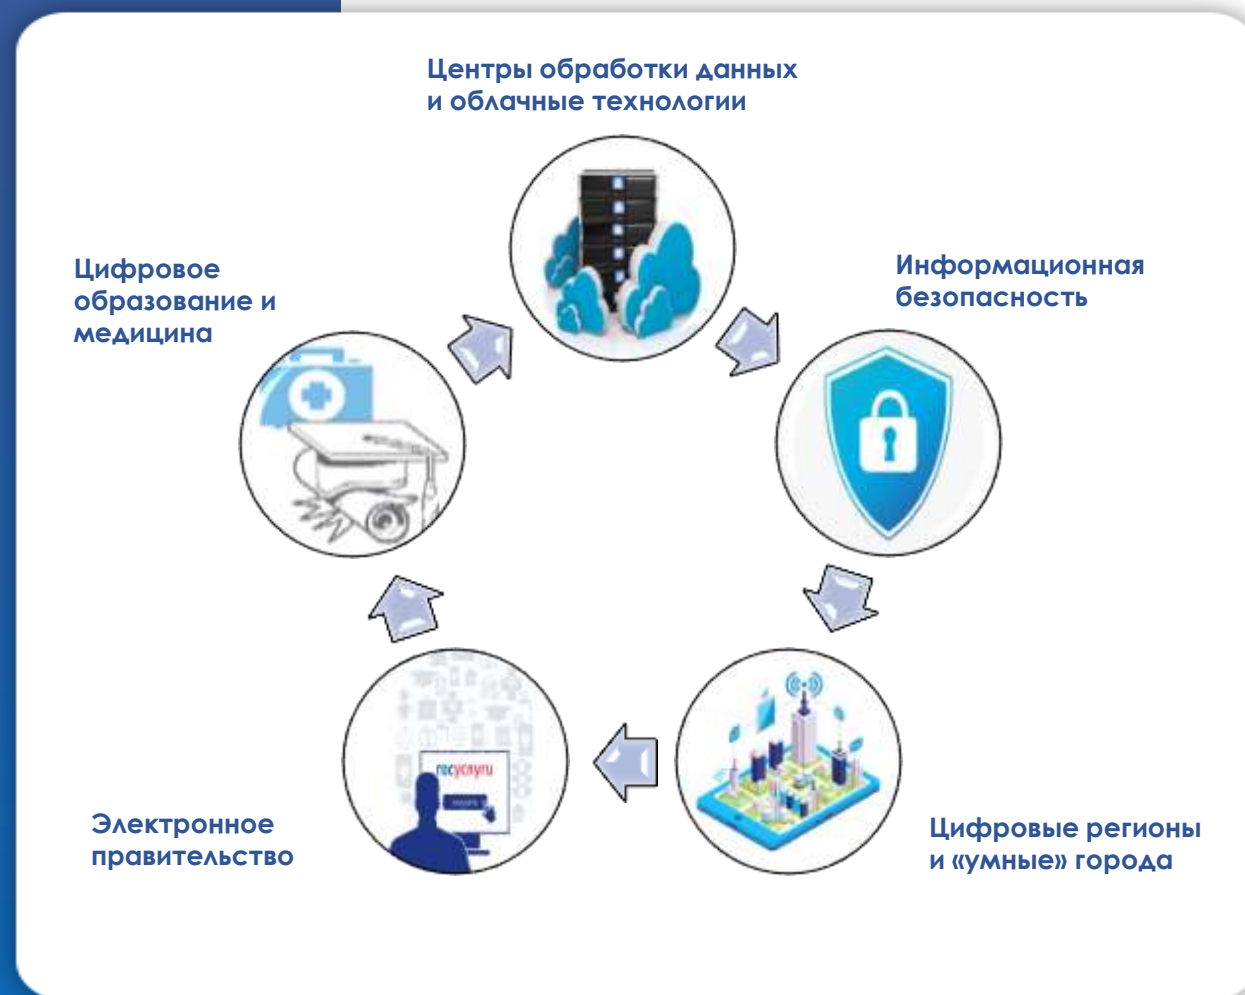 Центры обработки данных
и облачные технологии
Информационная
безопасность
Цифровое
образование и
медицина
госуслуги
Электронное
правительство
Цифровые регионы
и «умные» города